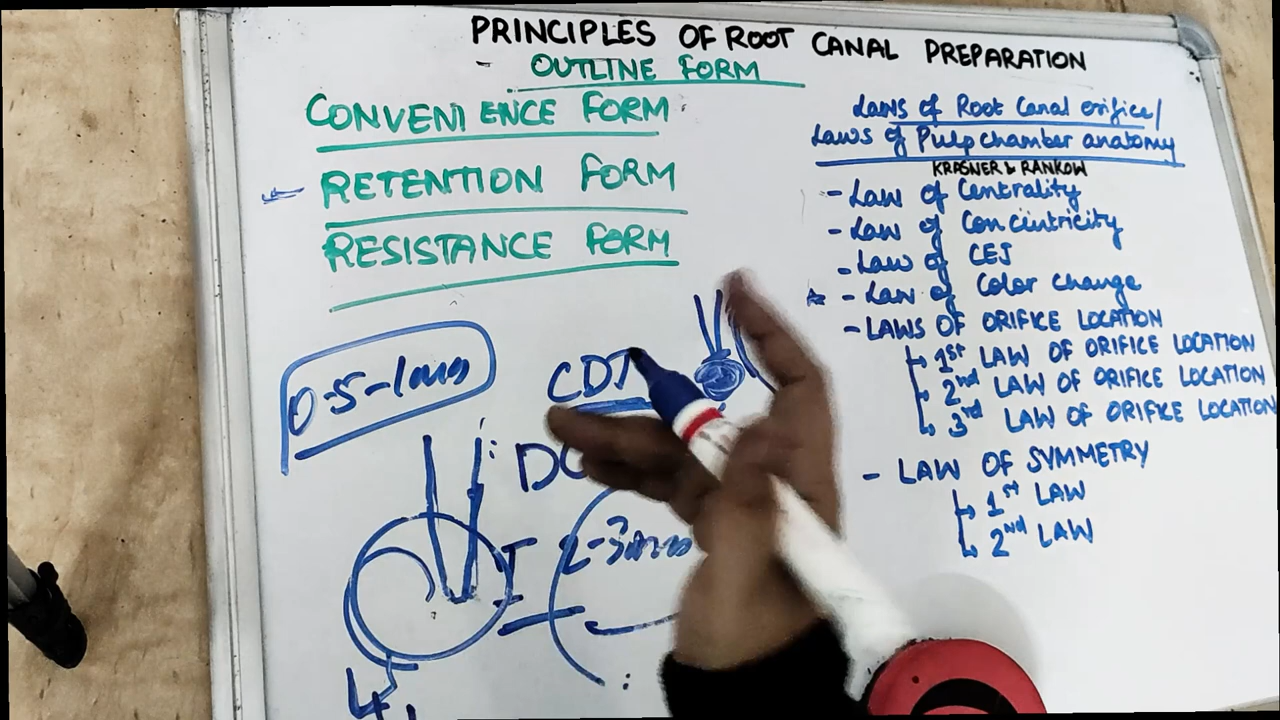 PRINCIPLES OF ROOT CANAL PREPARATION
OUTLINE FORM
CONVENIENCE FORM
RETENTION FORM
RESISTANCE FORM
0.5-1mm
CDJ
2-3mm
Laws of Root Canal orifice/
Laws of Pulp chamber anatomy
KRASNER & RANKOW
- Law of Centrality
- Law of Concintricity
- Law of CEJ
- Law of Color Change
- LAWS OF ORIFICE LOCATION
1st LAW OF ORIFICE LOCATION
2nd LAW OF ORIFICE LOCATION
3rd LAW OF ORIFICE LOCATION
- LAW OF SYMMETRY
1st LAW
2nd LAW